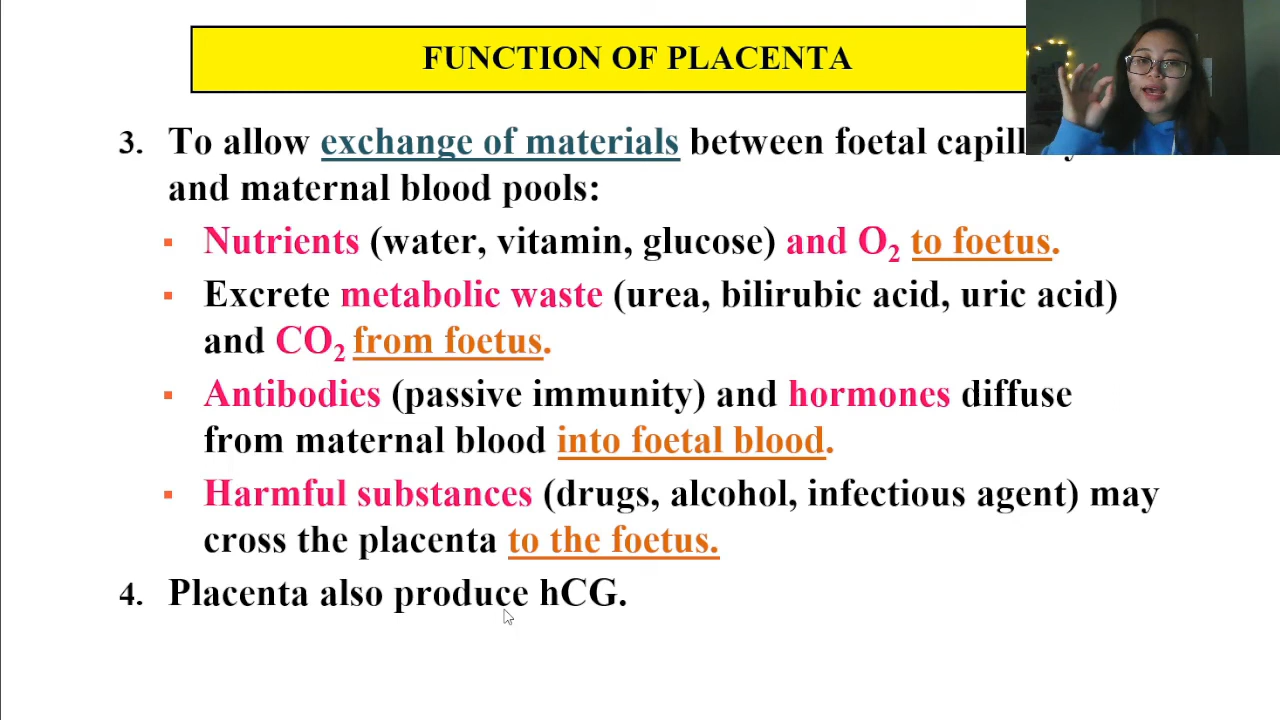 FUNCTION OF PLACENTA
3. To allow exchange of materials between foetal capill
and maternal blood pools:
▪ Nutrients (water, vitamin, glucose) and O₂ to foetus.
▪ Excrete metabolic waste (urea, bilirubic acid, uric acid)
and CO₂ from foetus.
▪ Antibodies (passive immunity) and hormones diffuse
from maternal blood into foetal blood.
▪ Harmful substances (drugs, alcohol, infectious agent) may
cross the placenta to the foetus.
4. Placenta also produce hCG.